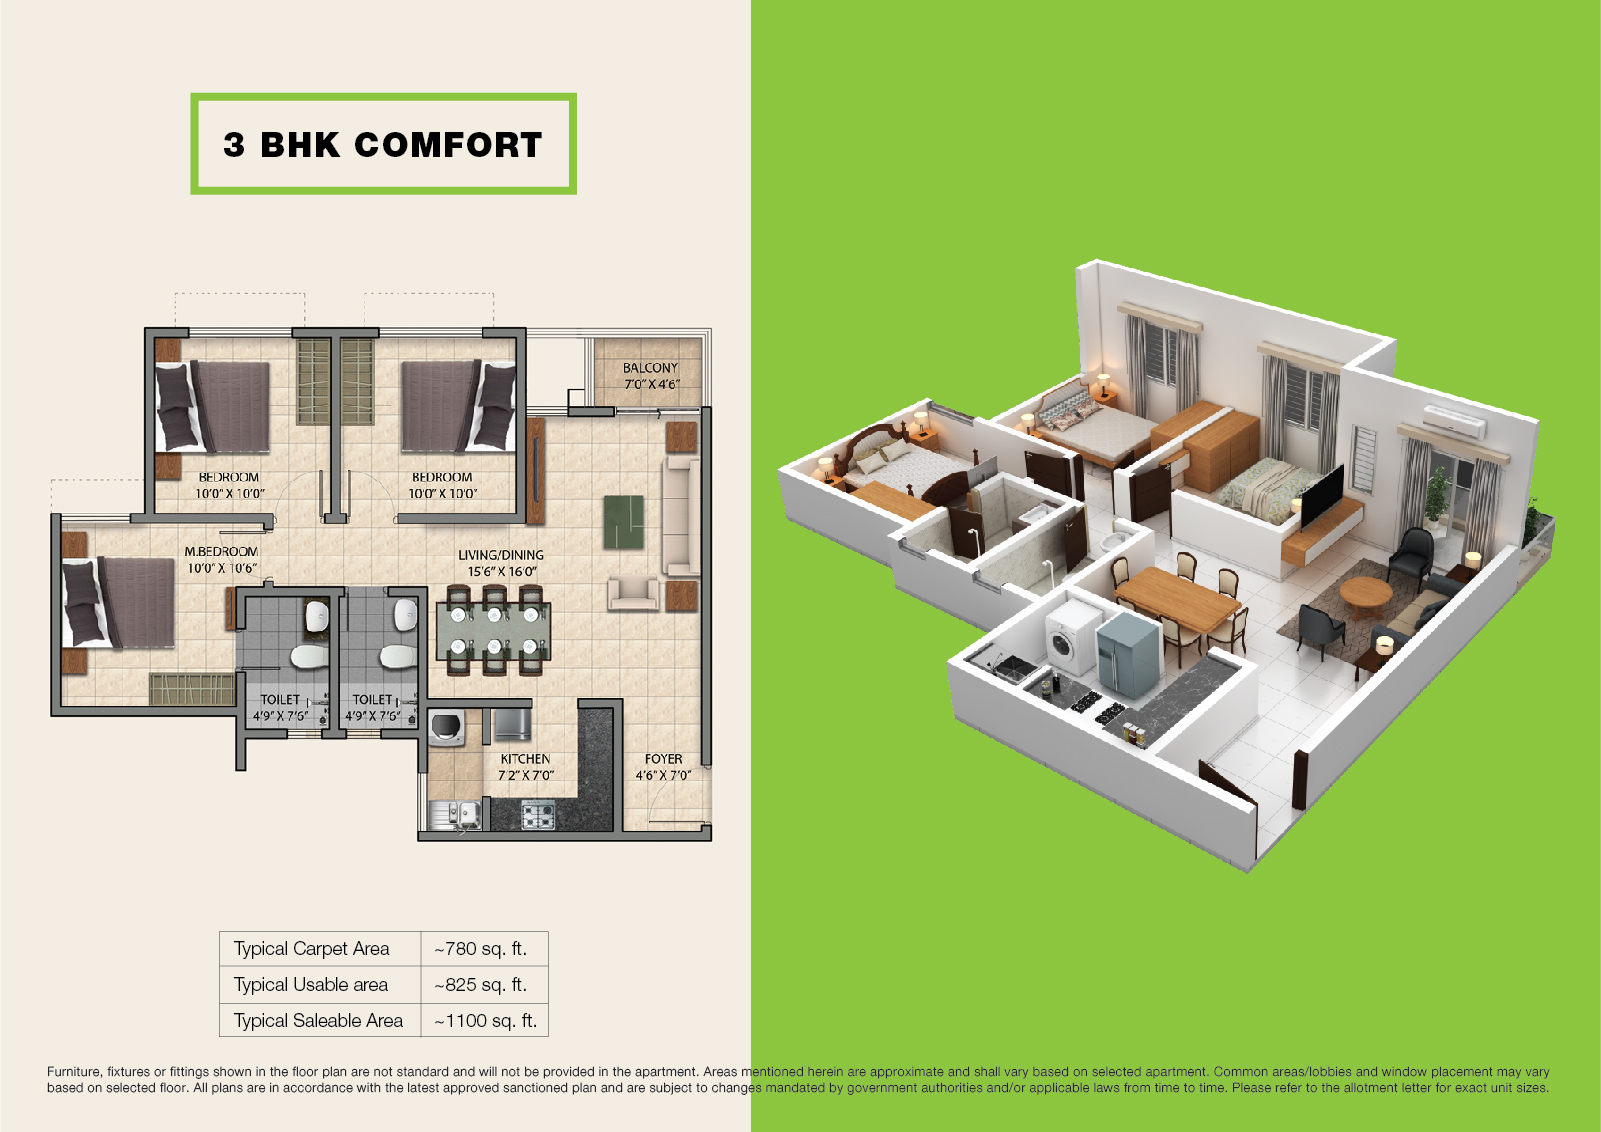 3 BHK COMFORT
BALCONY
7'0" X 4'6"
BEDROOM
10'0" X 10'0"
BEDROOM
10'0" X 10'0"
M.BEDROOM
10'0" X 10'6"
LIVING/DINING
15'6" X 16'0"
TOILET
4'9" X 7'6"
TOILET
4'9" X 7'6"
KITCHEN
7'2" X 7'0"
FOYER
4'6" X 7'0"
Typical Carpet Area ~780 sq. ft.
Typical Usable area ~825 sq. ft.
Typical Saleable Area ~1100 sq. ft.
Furniture, fixtures or fittings shown in the floor plan are not standard and will not be provided in the apartment. Areas mentioned herein are approximate and shall vary based on selected apartment. Common areas/lobbies and window placement may vary
based on selected floor. All plans are in accordance with the latest approved sanctioned plan and are subject to changes mandated by government authorities and/or applicable laws from time to time. Please refer to the allotment letter for exact unit sizes.